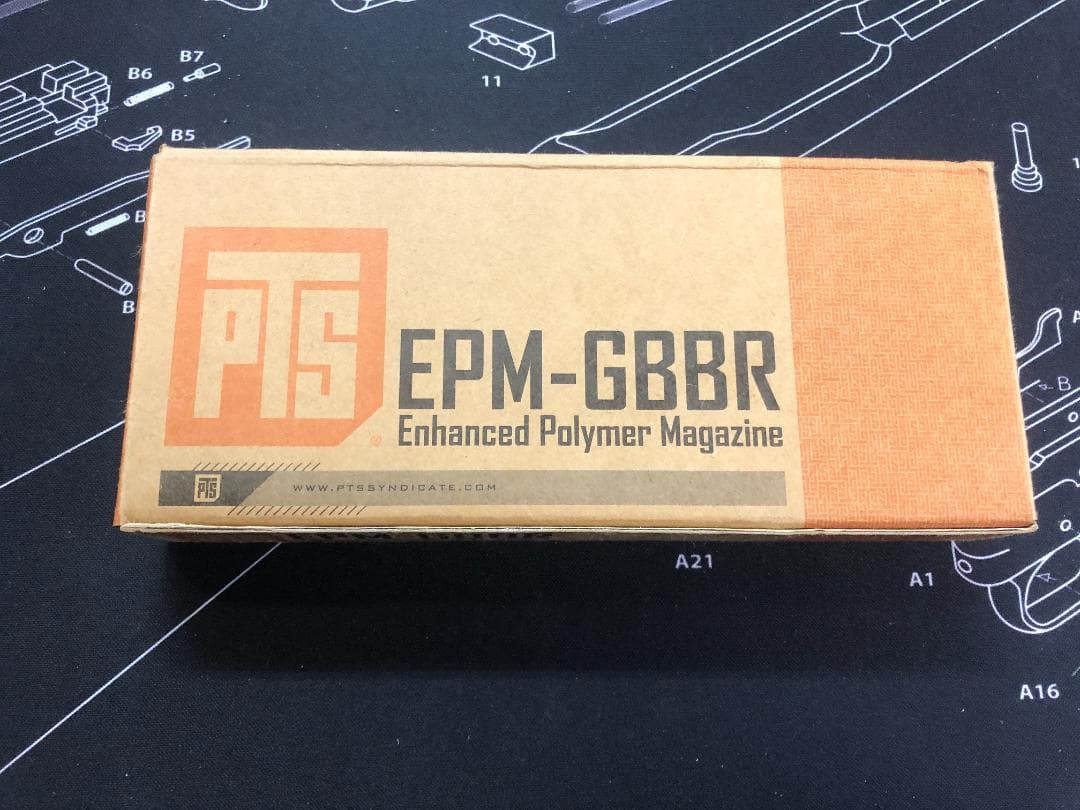 B7
B6
11
B5
B
B
PTS
EPM-GBBR
Enhanced Polymer Magazine
®
PTS
WWW.PTSSYNDICATE.COM
B
A21
A1
A16